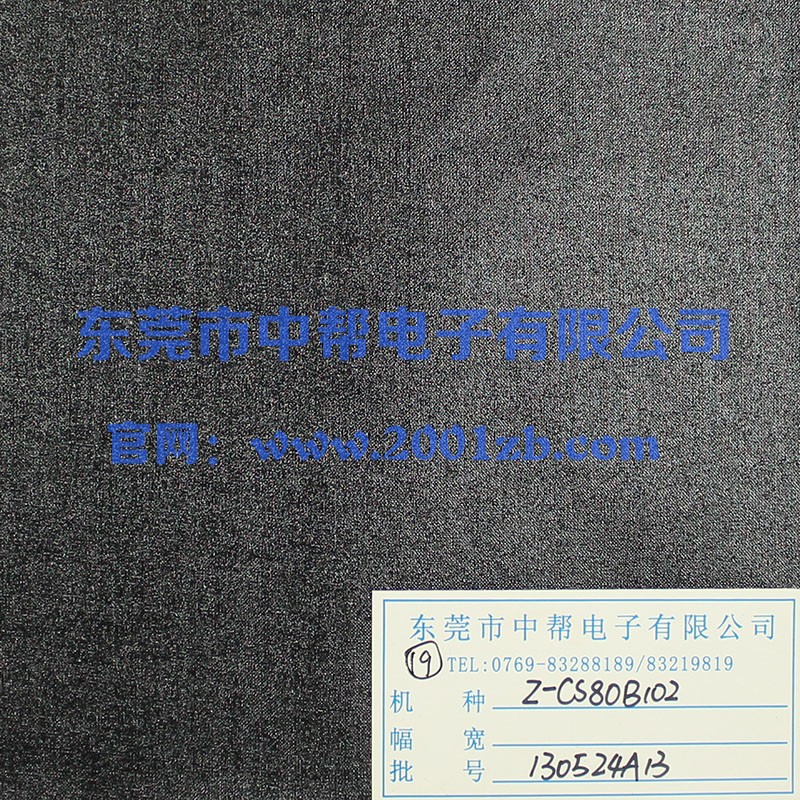 东莞市中帮电子有限公司
官网：www.2001zb.com
东莞市中帮电子有限公司
19 TEL:0769-83288189/83219819
机 种 Z-CS80B102
幅 宽
批 号 130524A13